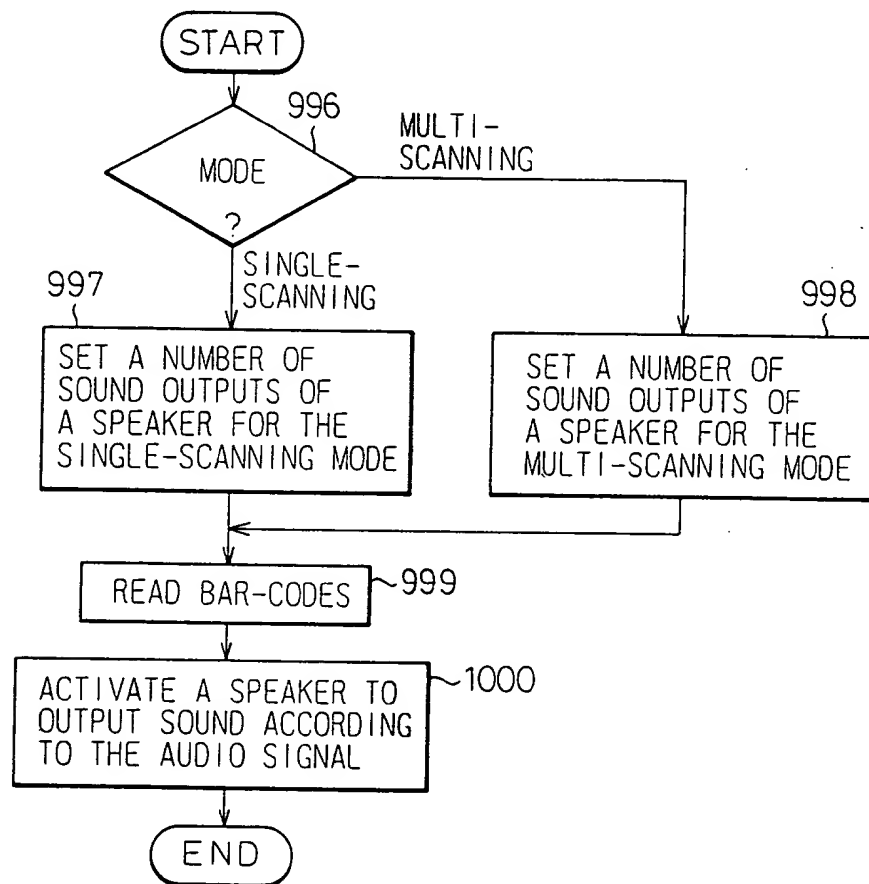 START
996
MULTI-
SCANNING
MODE
?
SINGLE-
SCANNING
997
SET A NUMBER OF
SOUND OUTPUTS OF
A SPEAKER FOR THE
SINGLE-SCANNING MODE
998
SET A NUMBER OF
SOUND OUTPUTS OF
A SPEAKER FOR THE
MULTI-SCANNING MODE
READ BAR-CODES
999
ACTIVATE A SPEAKER TO
OUTPUT SOUND ACCORDING
TO THE AUDIO SIGNAL
1000
END